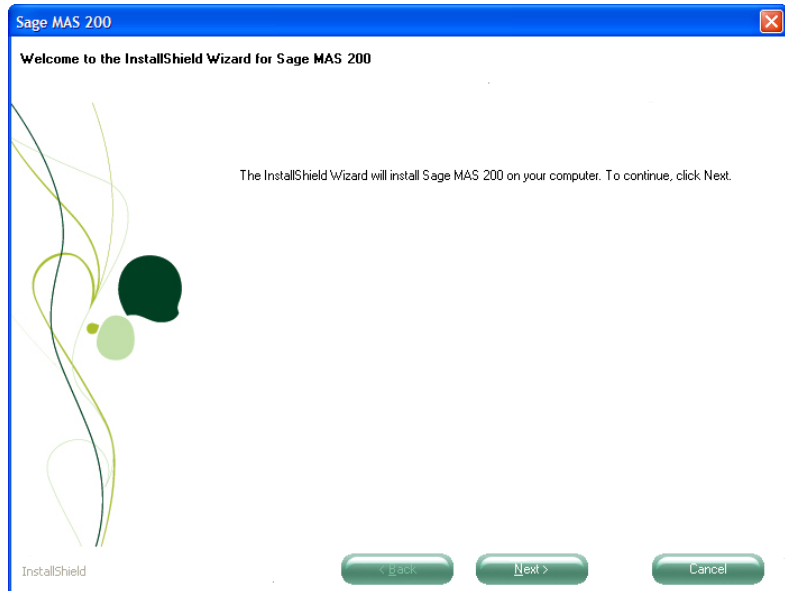 Sage MAS 200
Welcome to the InstallShield Wizard for Sage MAS 200
The InstallShield Wizard will install Sage MAS 200 on your computer. To continue, click Next.
InstallShield
< Back
Next >
Cancel